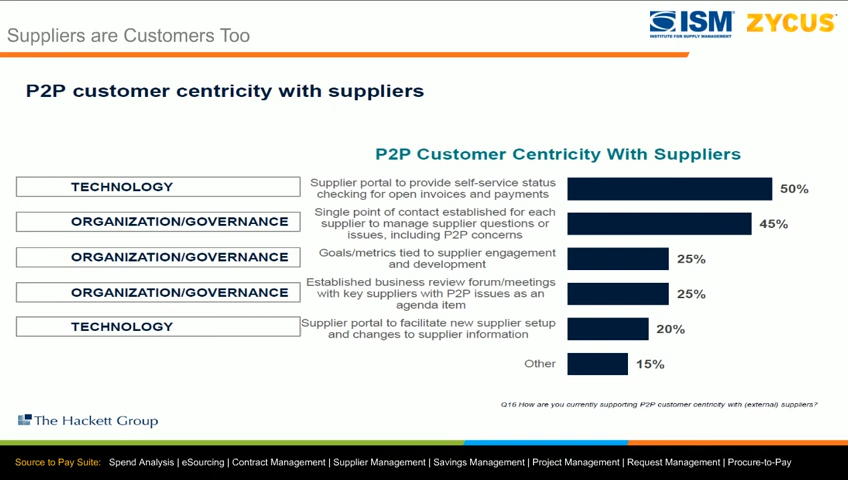 Suppliers are Customers Too
ISM
INSTITUTE FOR SUPPLY MANAGEMENT
ZYCUS
P2P customer centricity with suppliers
P2P Customer Centricity With Suppliers
TECHNOLOGY
Supplier portal to provide self-service status
checking for open invoices and payments
50%
ORGANIZATION/GOVERNANCE
Single point of contact established for each
supplier to manage supplier questions or
issues, including P2P concerns
45%
ORGANIZATION/GOVERNANCE
Goals/metrics tied to supplier engagement
and development
25%
ORGANIZATION/GOVERNANCE
Established business review forum/meetings
with key suppliers with P2P issues as an
agenda item
25%
TECHNOLOGY
Supplier portal to facilitate new supplier setup
and changes to supplier information
20%
Other
15%
Q16 How are you currently supporting P2P customer centricity with (external) suppliers?
The Hackett Group
Source to Pay Suite: Spend Analysis | eSourcing | Contract Management | Supplier Management | Savings Management | Project Management | Request Management | Procure-to-Pay